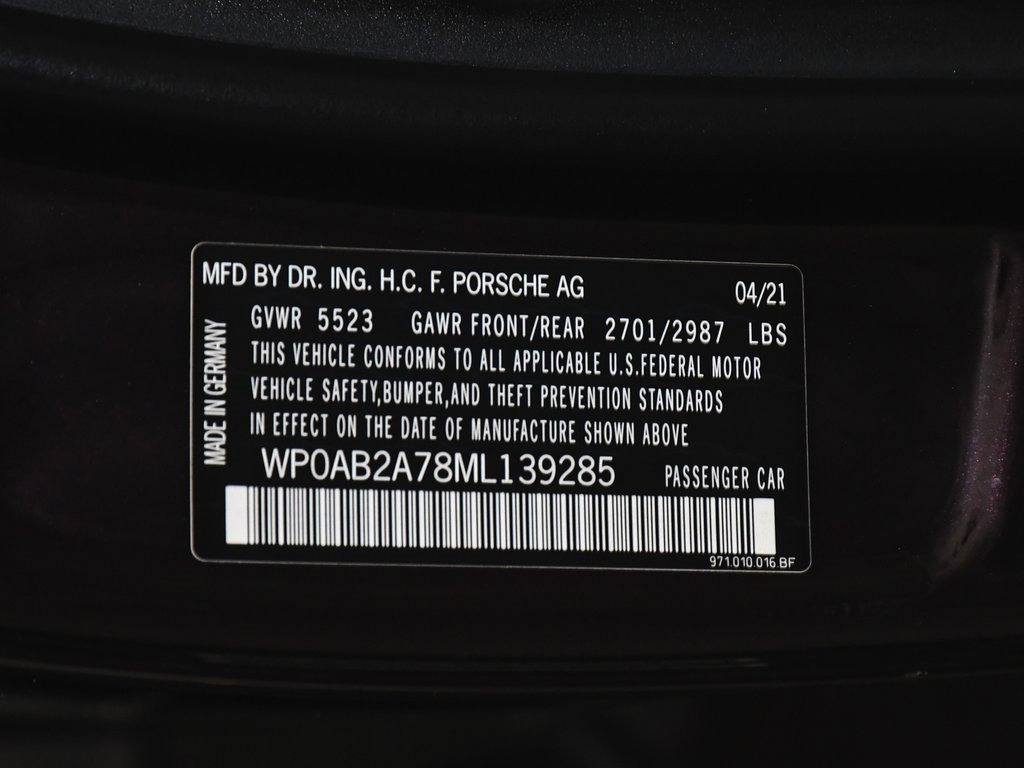 MFD BY DR. ING. H.C. F. PORSCHE AG 04/21
GVWR 5523 GAWR FRONT/REAR 2701/2987 LBS
THIS VEHICLE CONFORMS TO ALL APPLICABLE U.S.FEDERAL MOTOR
VEHICLE SAFETY,BUMPER,AND THEFT PREVENTION STANDARDS
IN EFFECT ON THE DATE OF MANUFACTURE SHOWN ABOVE
MADE IN GERMANY
WP0AB2A78ML139285 PASSENGER CAR
971.010.016.BF